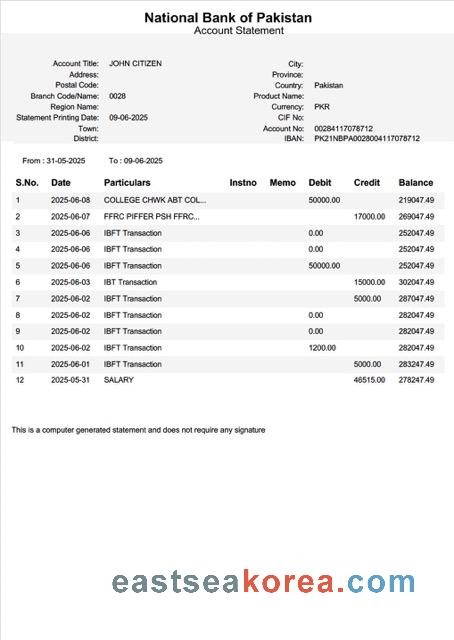 National Bank of Pakistan
Account Statement
Account Title: JOHN CITIZEN City:
Address: Province:
Postal Code: Country: Pakistan
Branch Code/Name: 0028 Product Name:
Region Name: Currency: PKR
Statement Printing Date: 09-06-2025 CIF No:
Town: Account No: 00284117078712
District: IBAN: PK21NBPA0028004117078712
From : 31-05-2025 To : 09-06-2025
S.No. Date Particulars Instno Memo Debit Credit Balance
1 2025-06-08 COLLEGE CHWK ABT COL... 50000.00 219047.49
2 2025-06-07 FFRC PIFFER PSH FFRC... 17000.00 269047.49
3 2025-06-06 IBFT Transaction 0.00 252047.49
4 2025-06-06 IBFT Transaction 0.00 252047.49
5 2025-06-06 IBFT Transaction 50000.00 252047.49
6 2025-06-03 IBT Transaction 15000.00 302047.49
7 2025-06-02 IBFT Transaction 5000.00 287047.49
8 2025-06-02 IBFT Transaction 0.00 282047.49
9 2025-06-02 IBFT Transaction 0.00 282047.49
10 2025-06-02 IBFT Transaction 1200.00 282047.49
11 2025-06-01 IBFT Transaction 5000.00 283247.49
12 2025-05-31 SALARY 46515.00 278247.49
This is a computer generated statement and does not require any signature
eastseakorea.com